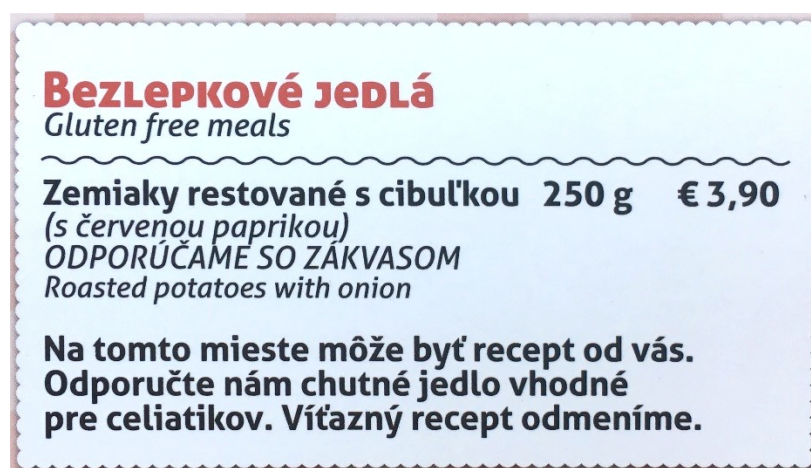 Bezlepkové jedlá
Gluten free meals
Zemiaky restované s cibuľkou 250 g € 3,90
(s červenou paprikou)
ODPORÚČAME SO ZÁKVASOM
Roasted potatoes with onion
Na tomto mieste môže byť recept od vás.
Odporučte nám chutné jedlo vhodné
pre celiatikov. Víťazný recept odmeníme.